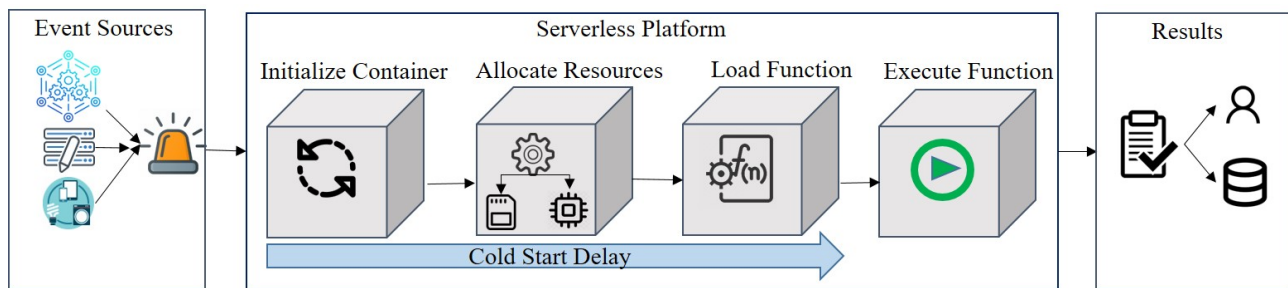 Event Sources
Serverless Platform
Results
Initialize Container
Allocate Resources
Load Function
Execute Function
f(n)
Cold Start Delay